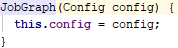 JobGraph(Config config) {
this.config = config;
}